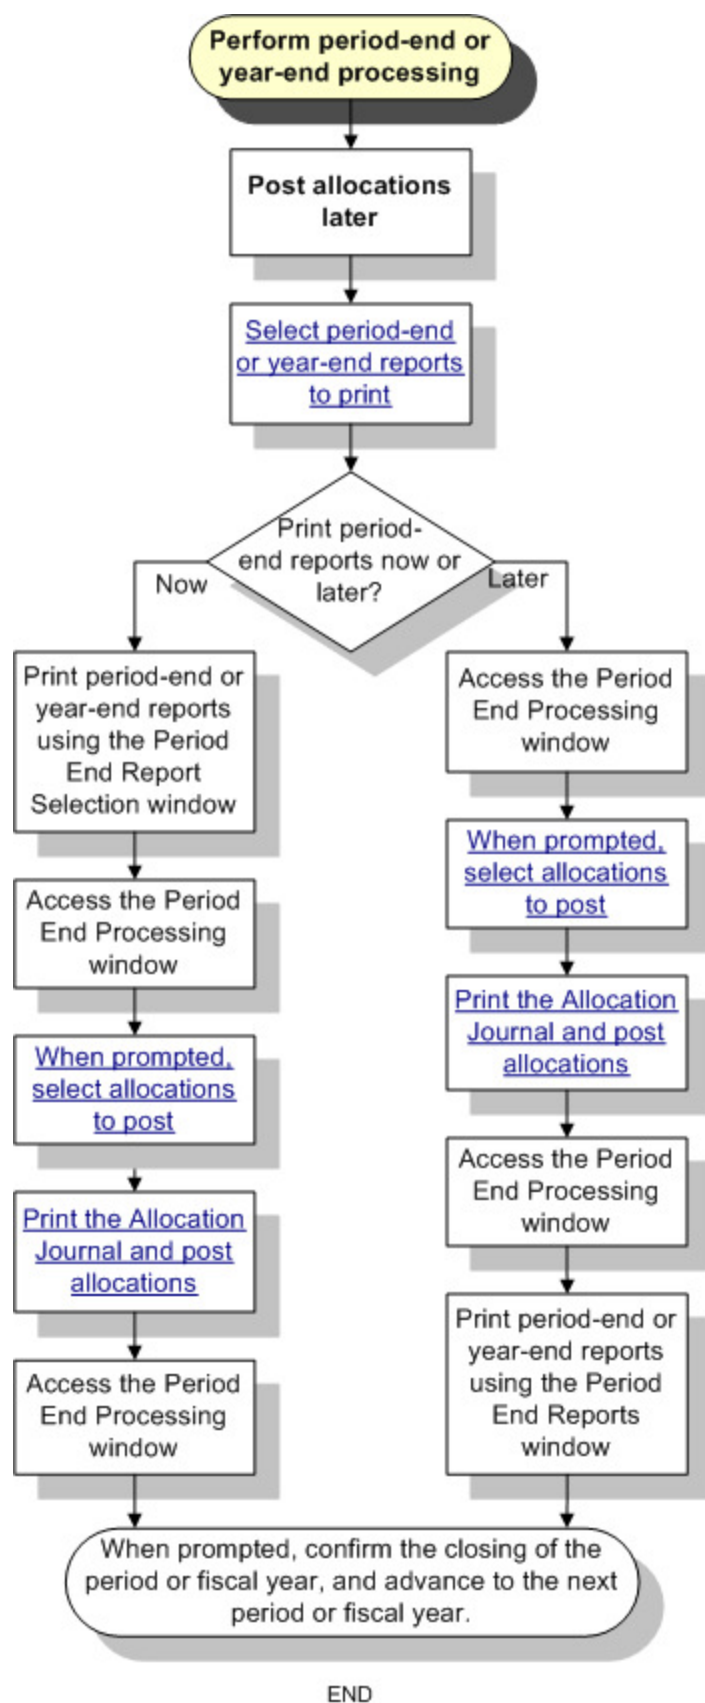 Perform period-end or
year-end processing
Post allocations
later
Select period-end
or year-end reports
to print
Print period-
end reports now or
later?
Now
Later
Print period-end or
year-end reports
using the Period
End Report
Selection window
Access the Period
End Processing
window
When prompted,
select allocations
to post
Print the Allocation
Journal and post
allocations
Access the Period
End Processing
window
Access the Period
End Processing
window
When prompted,
select allocations
to post
Print the Allocation
Journal and post
allocations
Access the Period
End Processing
window
Print period-end or
year-end reports
using the Period
End Reports
window
When prompted, confirm the closing of the
period or fiscal year, and advance to the next
period or fiscal year.
END